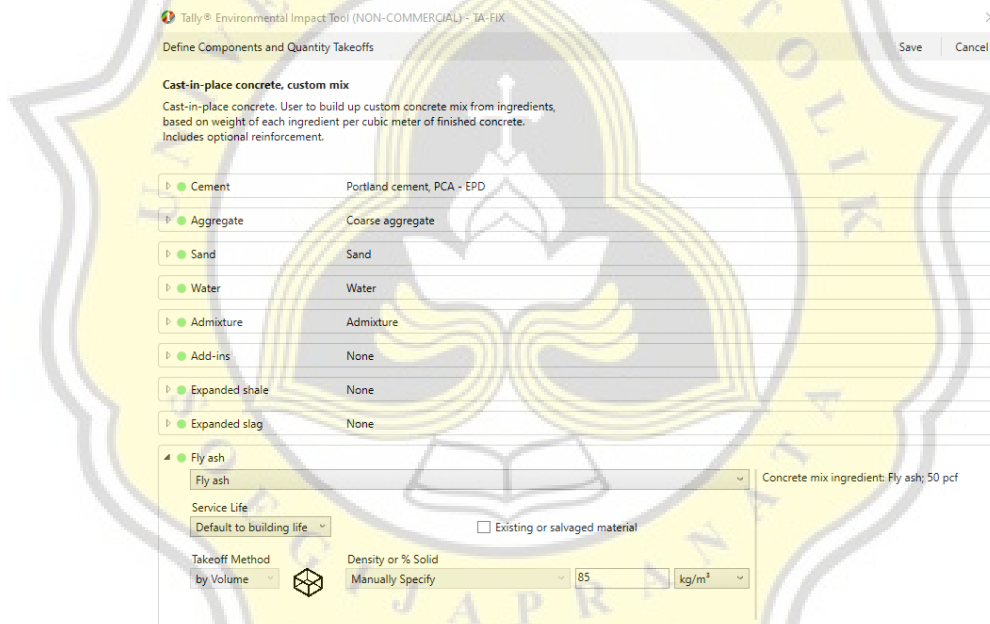 Tally® Environmental Impact Tool (NON-COMMERCIAL) - TA-FIX
Define Components and Quantity Takeoffs Save Cancel
Cast-in-place concrete, custom mix
Cast-in-place concrete. User to build up custom concrete mix from ingredients,
based on weight of each ingredient per cubic meter of finished concrete.
Includes optional reinforcement.
Cement Portland cement, PCA - EPD
Aggregate Coarse aggregate
Sand Sand
Water Water
Admixture Admixture
Add-ins None
Expanded shale None
Expanded slag None
Fly ash
Fly ash Concrete mix ingredient: Fly ash; 50 pcf
Service Life
Default to building life Existing or salvaged material
Takeoff Method Density or % Solid
by Volume Manually Specify 85 kg/m³
SOEGIJAPRANATA